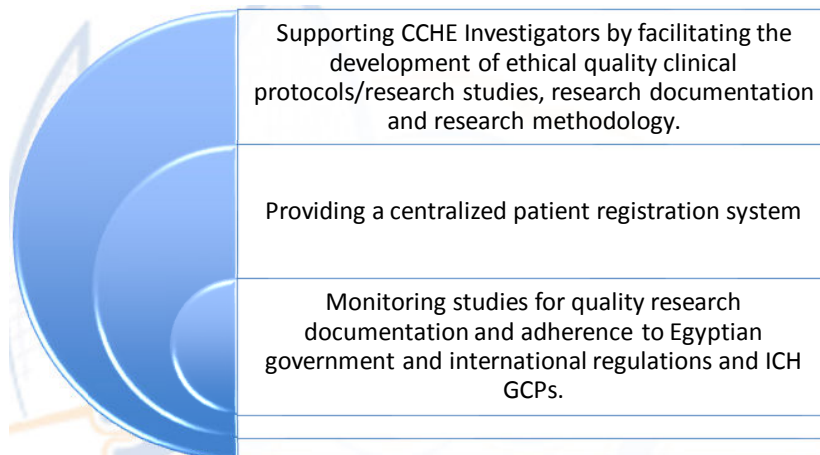 Supporting CCHE Investigators by facilitating the
development of ethical quality clinical
protocols/research studies, research documentation
and research methodology.
Providing a centralized patient registration system
Monitoring studies for quality research
documentation and adherence to Egyptian
government and international regulations and ICH
GCPs.